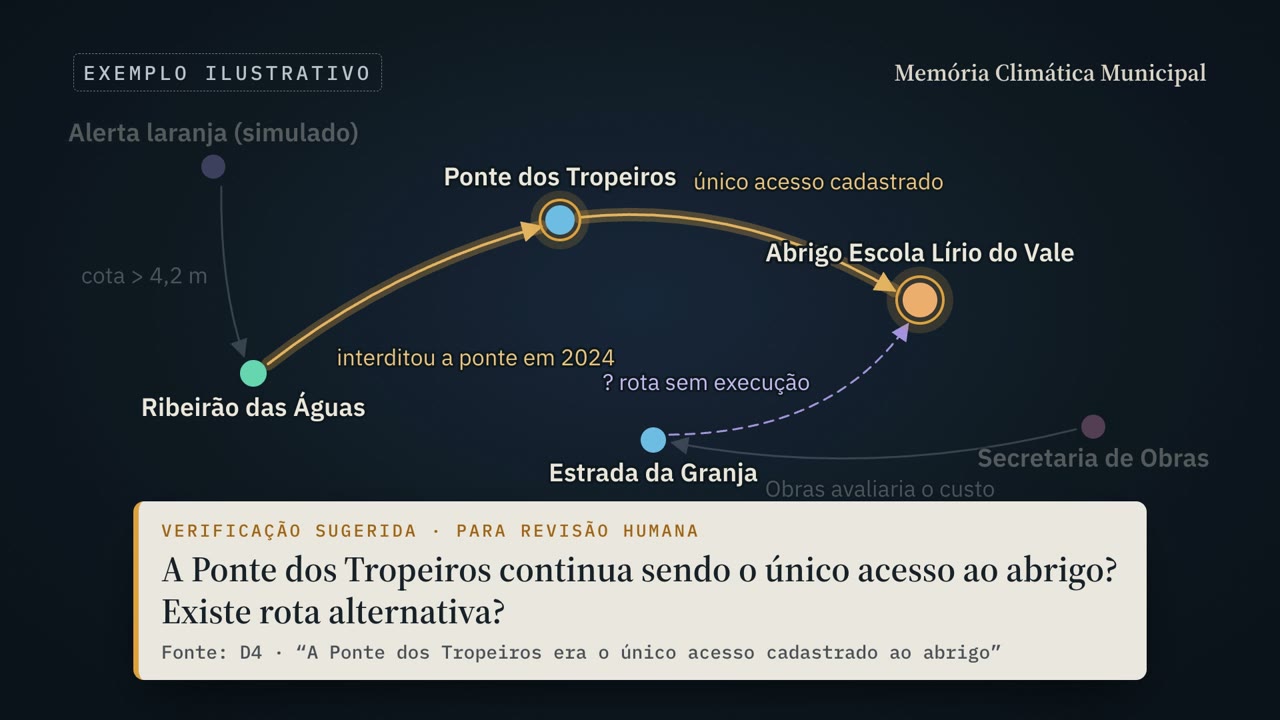 EXEMPLO ILUSTRATIVO
Memória Climática Municipal
Alerta laranja (simulado)
Ponte dos Tropeiros
único acesso cadastrado
Abrigo Escola Lírio do Vale
cota > 4,2 m
interditou a ponte em 2024
? rota sem execução
Ribeirão das Águas
Estrada da Granja
Secretaria de Obras
Obras avaliaria o custo
VERIFICAÇÃO SUGERIDA · PARA REVISÃO HUMANA
A Ponte dos Tropeiros continua sendo o único acesso ao abrigo?
Existe rota alternativa?
Fonte: D4 · “A Ponte dos Tropeiros era o único acesso cadastrado ao abrigo”